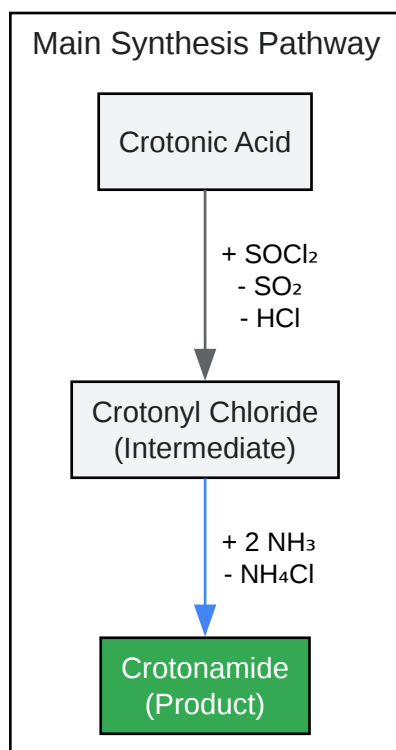 Main Synthesis Pathway
Crotonic Acid
+ SOCl₂
- SO₂
- HCl
Crotonyl Chloride
(Intermediate)
+ 2 NH₃
- NH₄Cl
Crotonamide
(Product)